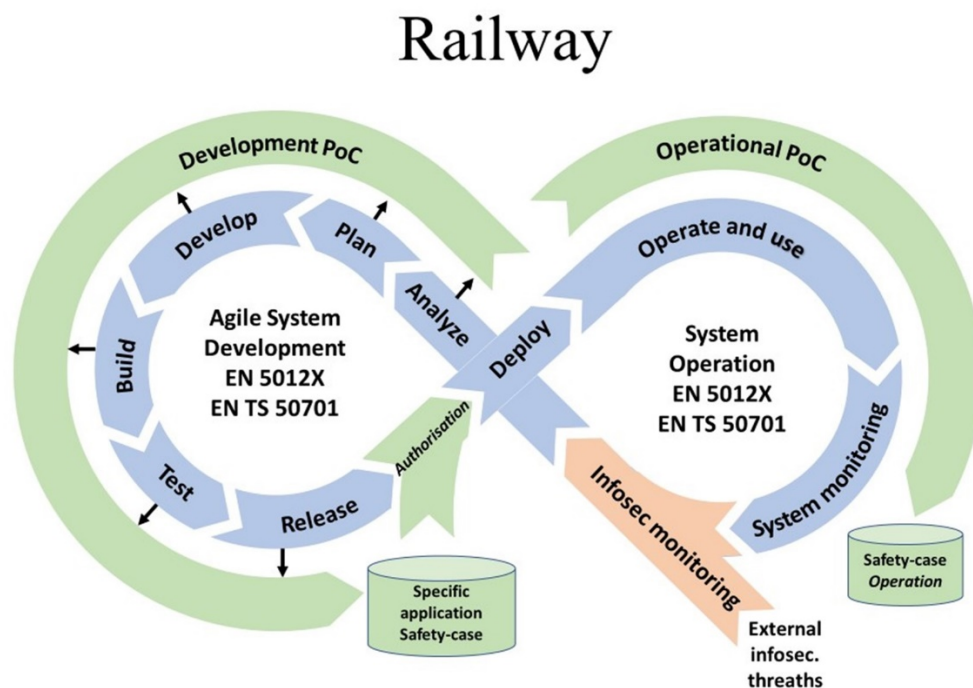 Railway
Development PoC
Operational PoC
Develop
Plan
Analyze
Build
Test
Release
Authorisation
Deploy
Operate and use
System monitoring
Infosec monitoring
Agile System
Development
EN 5012X
EN TS 50701
System
Operation
EN 5012X
EN TS 50701
Specific
application
Safety-case
Safety-case
Operation
External
infosec.
threaths